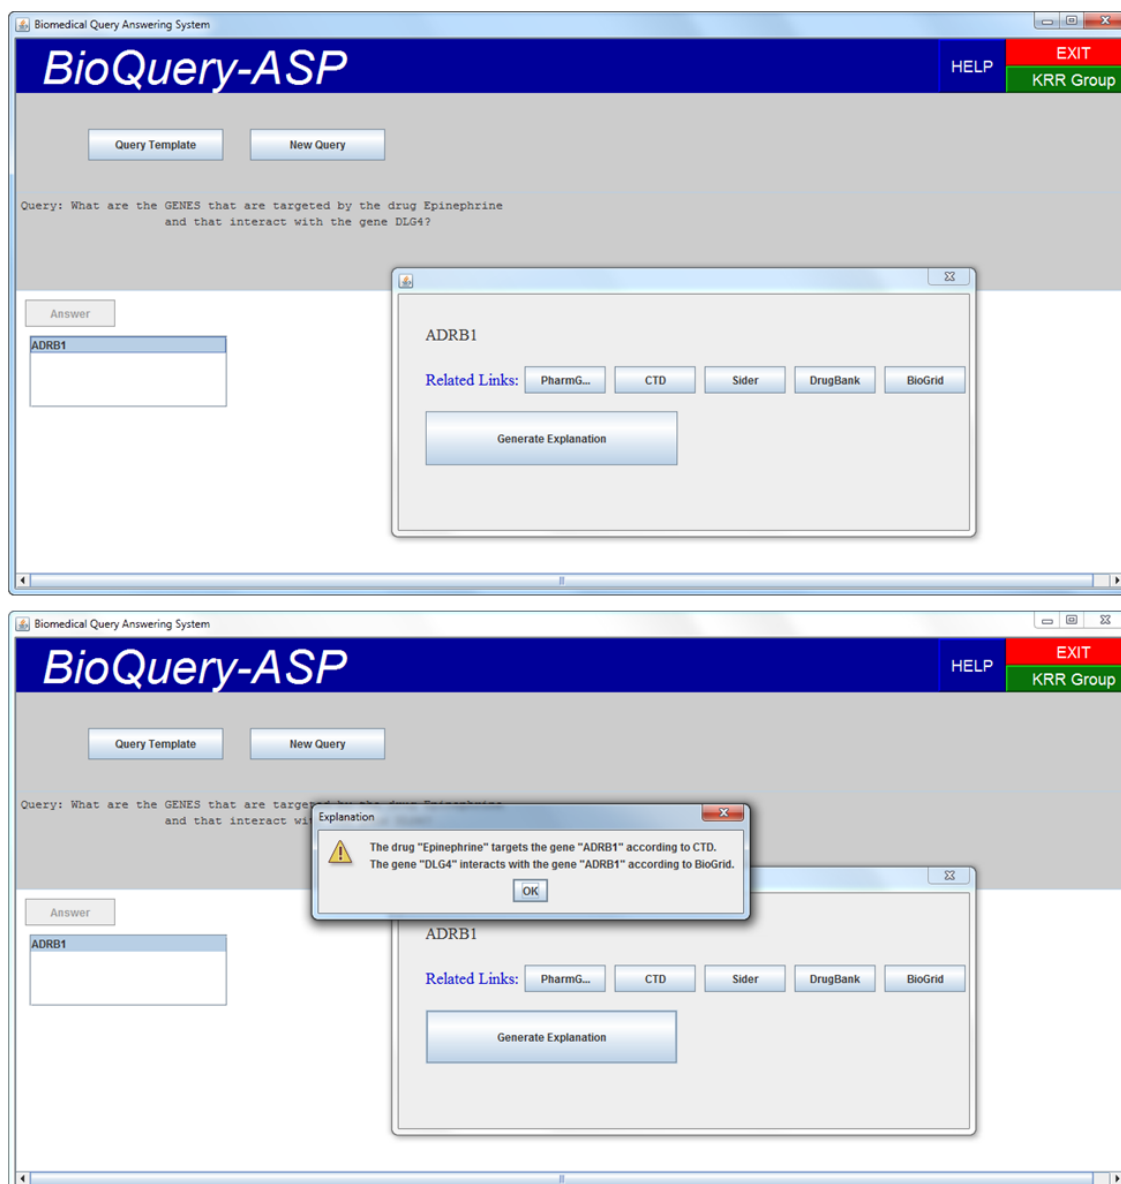 Biomedical Query Answering System
BioQuery-ASP
HELP
EXIT
KRR Group
Query Template
New Query
Query: What are the GENES that are targeted by the drug Epinephrine
and that interact with the gene DLG4?
Answer
ADRB1
ADRB1
Related Links:
PharmG...
CTD
Sider
DrugBank
BioGrid
Generate Explanation
Biomedical Query Answering System
BioQuery-ASP
HELP
EXIT
KRR Group
Query Template
New Query
Query: What are the GENES that are targeted by the drug Epinephrine
and that interact wi
Explanation
The drug "Epinephrine" targets the gene "ADRB1" according to CTD.
The gene "DLG4" interacts with the gene "ADRB1" according to BioGrid.
OK
Answer
ADRB1
ADRB1
Related Links:
PharmG...
CTD
Sider
DrugBank
BioGrid
Generate Explanation